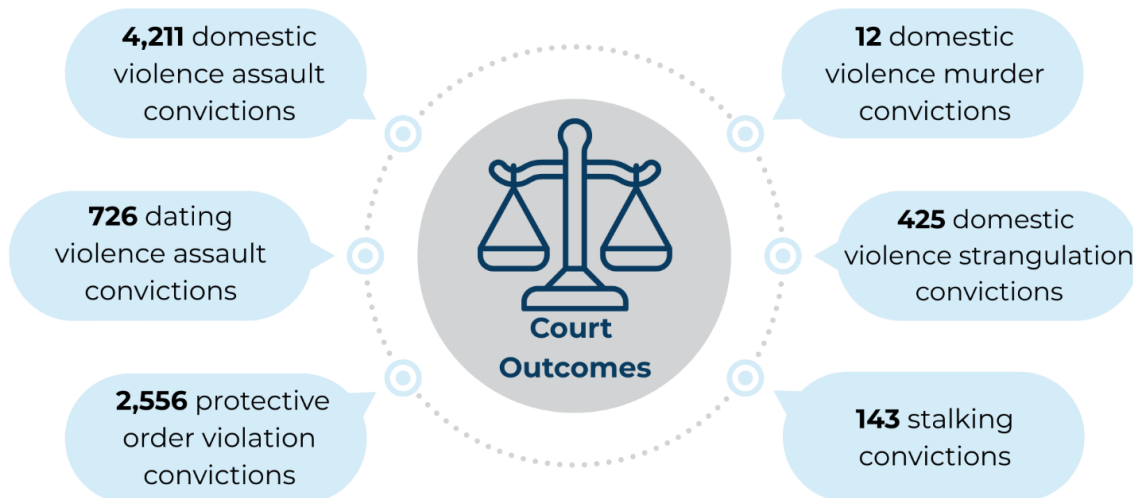 4,211 domestic
violence assault
convictions
12 domestic
violence murder
convictions
726 dating
violence assault
convictions
425 domestic
violence strangulation
convictions
Court
Outcomes
2,556 protective
order violation
convictions
143 stalking
convictions